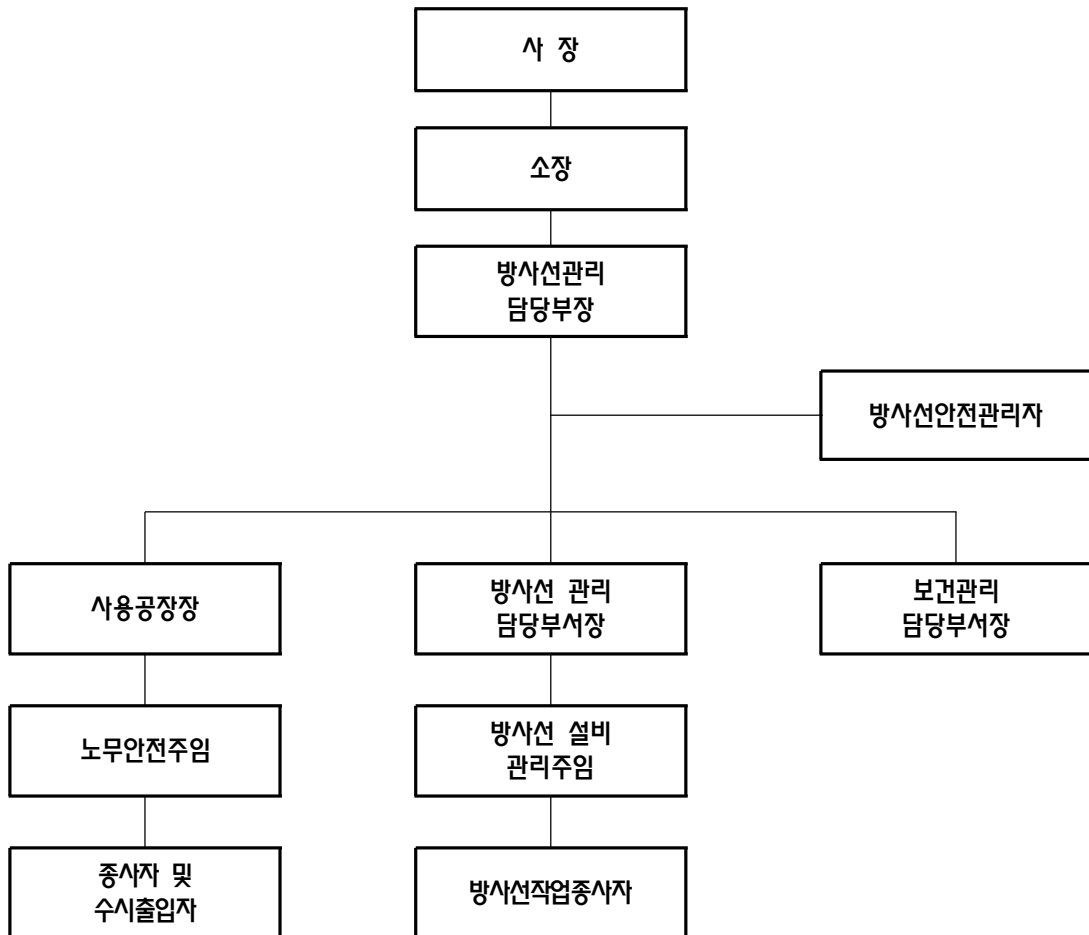 사 장
소장
방사선관리
담당부장
방사선안전관리자
사용공장장
방사선 관리
담당부서장
보건관리
담당부서장
노무안전주임
방사선 설비
관리주임
종사자 및
수시출입자
방사선작업종사자